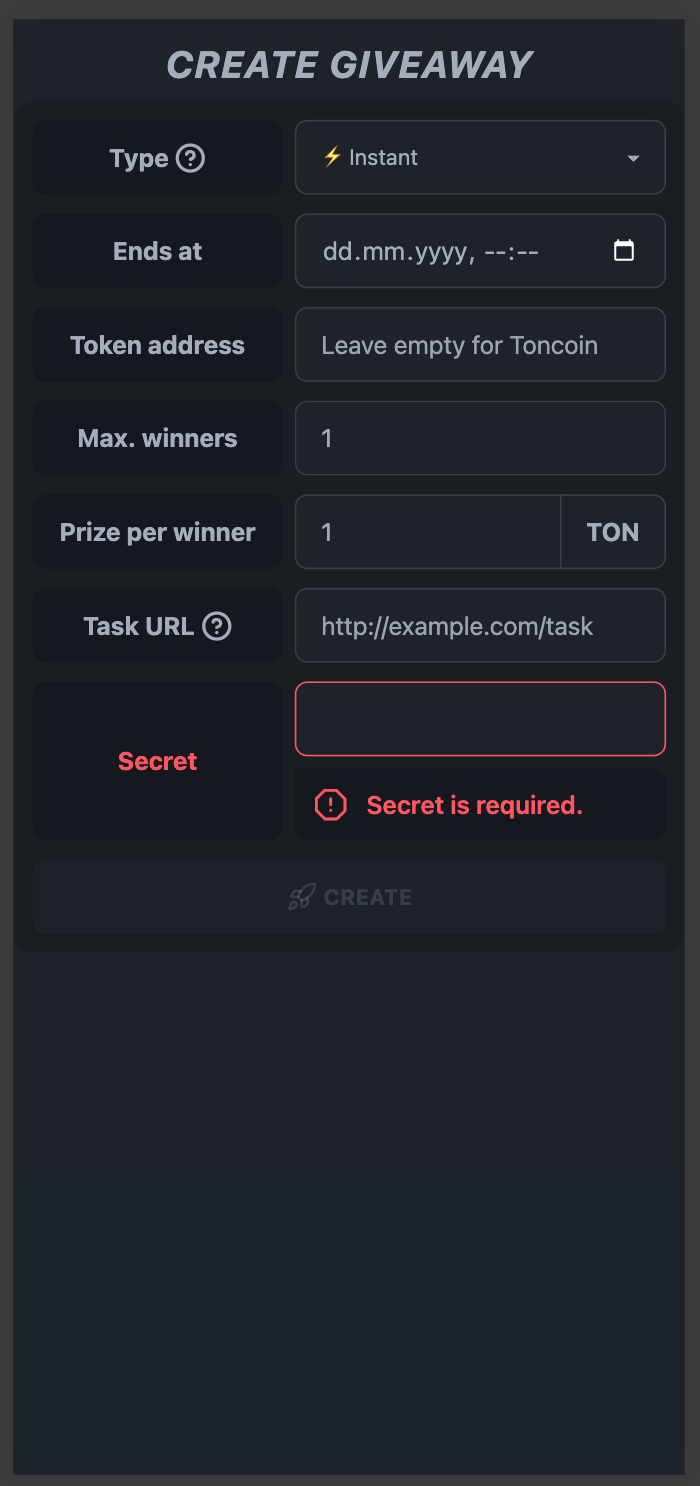 CREATE GIVEAWAY
Type
⚡ Instant
Ends at
dd.mm.yyyy, --:--
Token address
Leave empty for Toncoin
Max. winners
1
Prize per winner
1
TON
Task URL
http://example.com/task
Secret
Secret is required.
CREATE